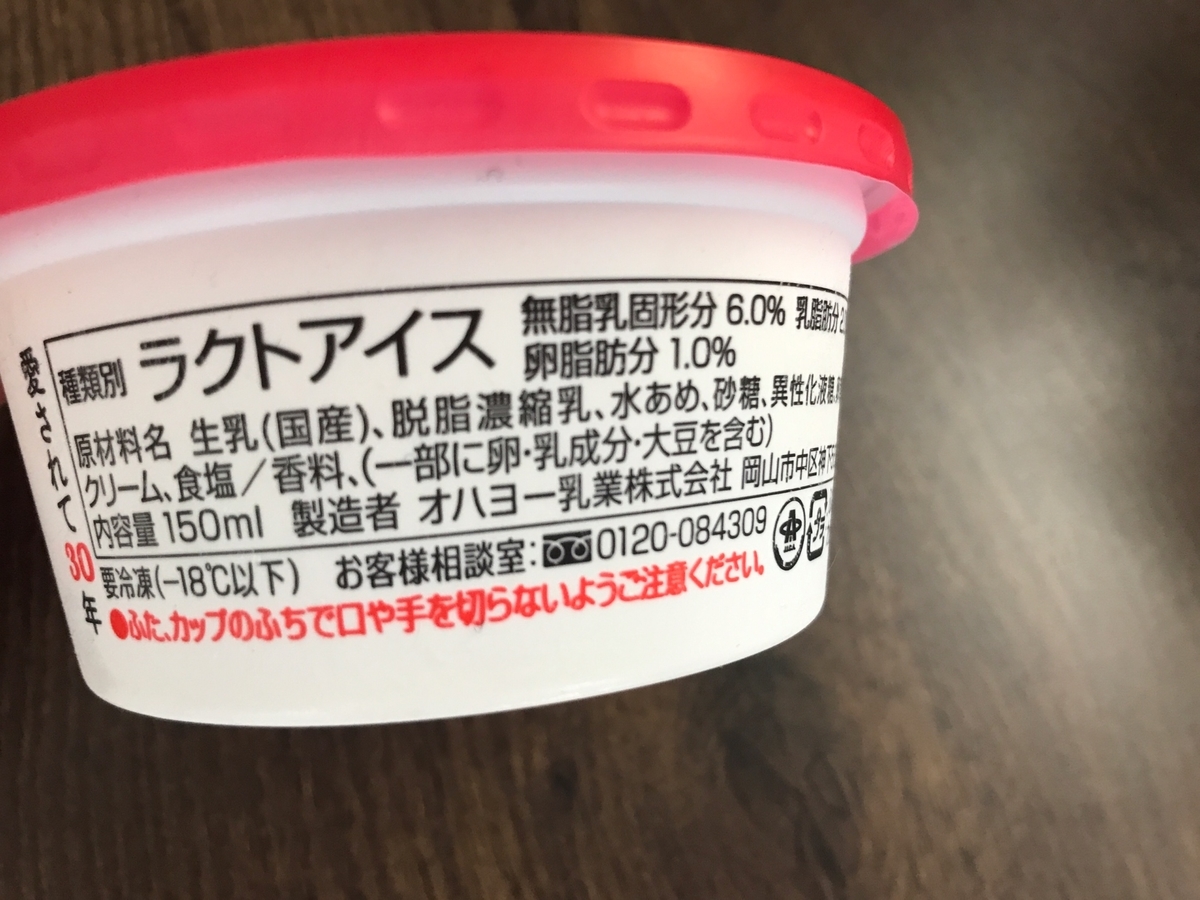 愛されて30年
種類別 ラクトアイス 無脂乳固形分 6.0% 乳脂肪分
卵脂肪分 1.0%
原材料名 生乳(国産)、脱脂濃縮乳、水あめ、砂糖、異性化液糖、
クリーム、食塩/香料、(一部に卵・乳成分・大豆を含む)
内容量 150ml 製造者 オハヨー乳業株式会社 岡山市中区神下
要冷凍(-18℃以下) お客様相談室: 0120-084309
●ふた、カップのふちで口や手を切らないようご注意ください。
プラ